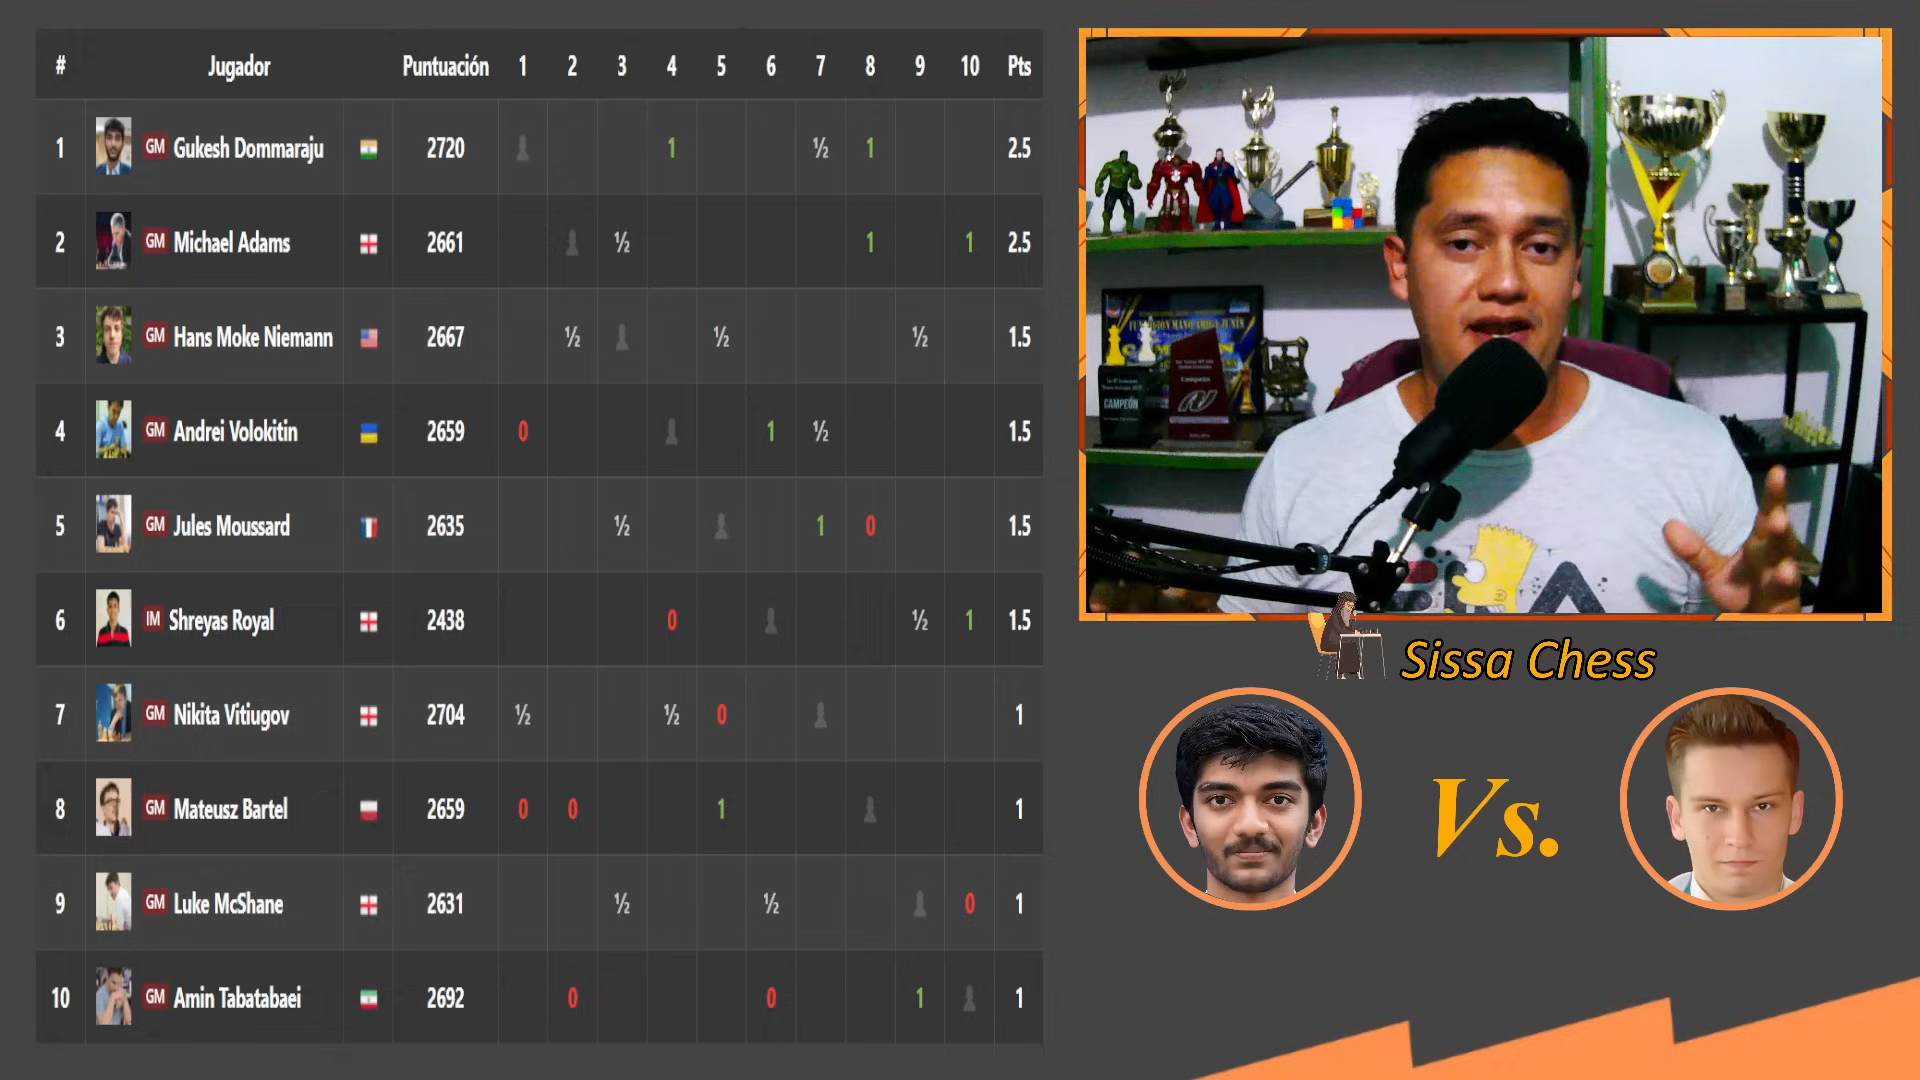 # Jugador Puntuación 1 2 3 4 5 6 7 8 9 10 Pts
1 GM Gukesh Dommaraju 2720 1 ½ 1 2.5
2 GM Michael Adams 2661 ½ 1 1 2.5
3 GM Hans Moke Niemann 2667 ½ ½ ½ 1.5
4 GM Andrei Volokitin 2659 0 1 ½ 1.5
5 GM Jules Moussard 2635 ½ 1 0 1.5
6 IM Shreyas Royal 2438 0 ½ 1 1.5
7 GM Nikita Vitiugov 2704 ½ ½ 0 1
8 GM Mateusz Bartel 2659 0 0 1 1
9 GM Luke McShane 2631 ½ ½ 0 1
10 GM Amin Tabatabaei 2692 0 0 1 1
CAMPEÓN
Campeón
Sissa Chess
Vs.